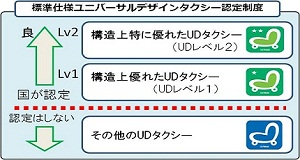 標準仕様ユニバーサルデザインタクシー認定制度
良
Lv2
構造上特に優れたUDタクシー
(UDレベル2)
Lv1
構造上優れたUDタクシー
(UDレベル1)
国が認定
認定はしない
その他のUDタクシー